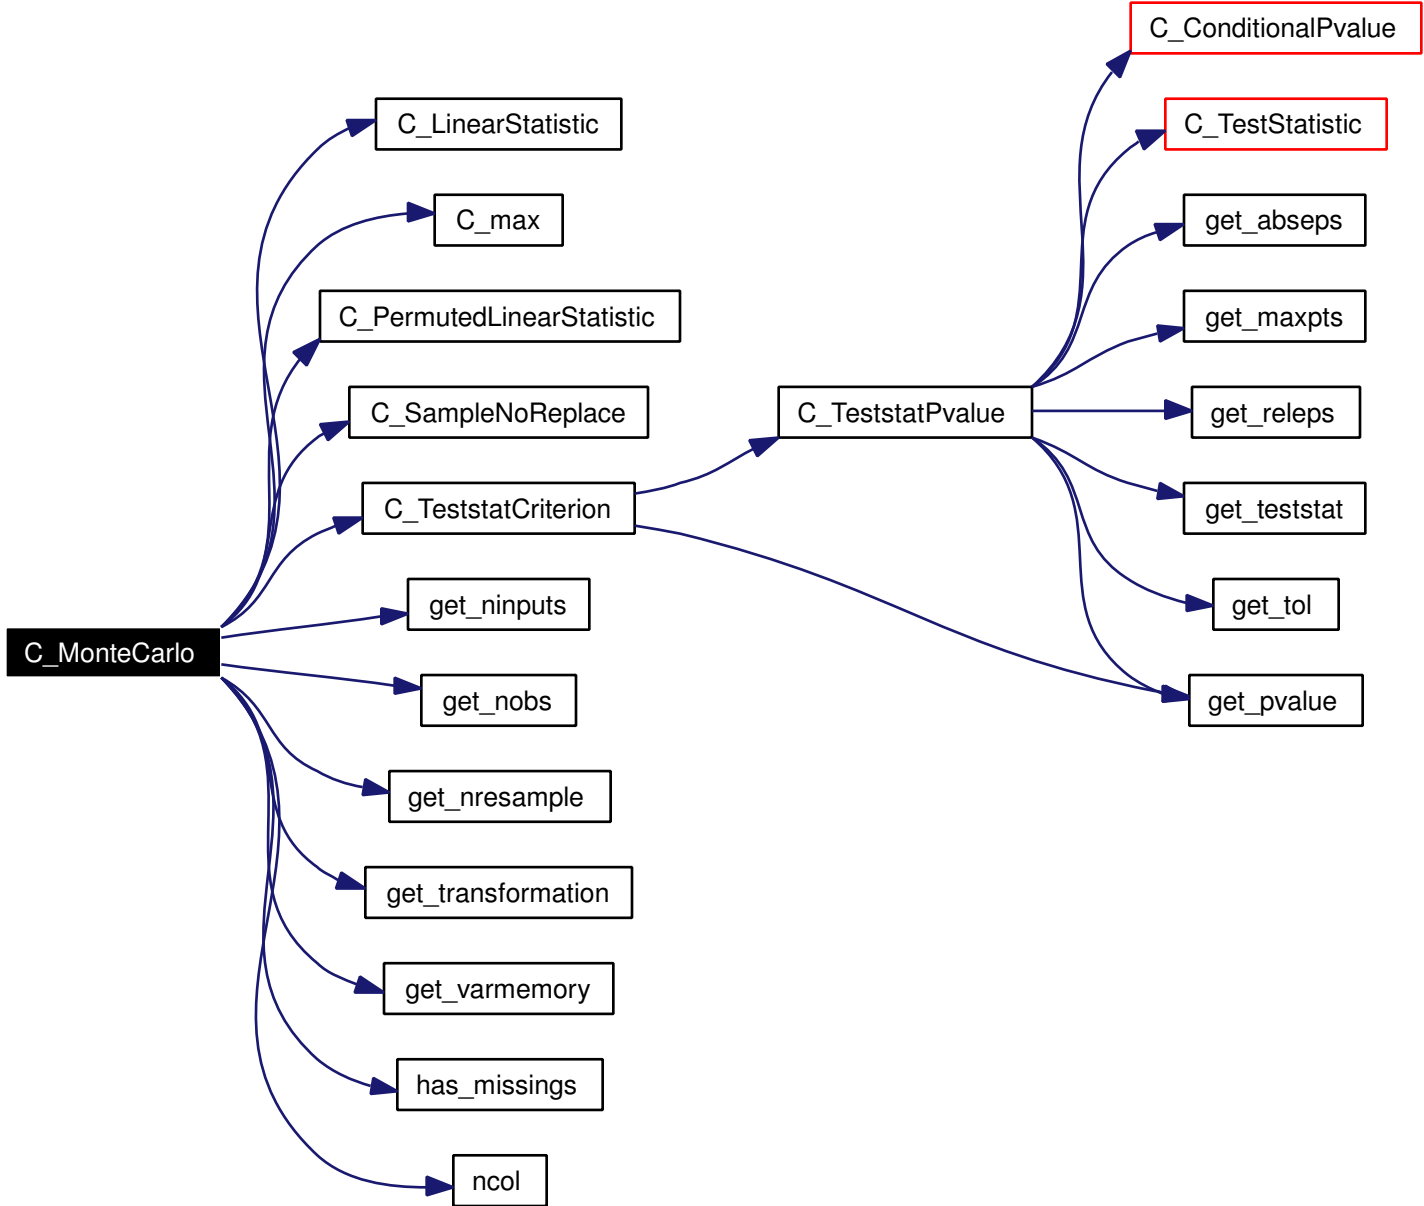 C_ConditionalPvalue
C_LinearStatistic
C_TestStatistic
C_max
get_abseps
C_PermutedLinearStatistic
get_maxpts
C_SampleNoReplace
C_TeststatPvalue
get_releps
C_TeststatCriterion
get_teststat
get_ninputs
get_tol
C_MonteCarlo
get_nobs
get_pvalue
get_nresample
get_transformation
get_varmemory
has_missings
ncol